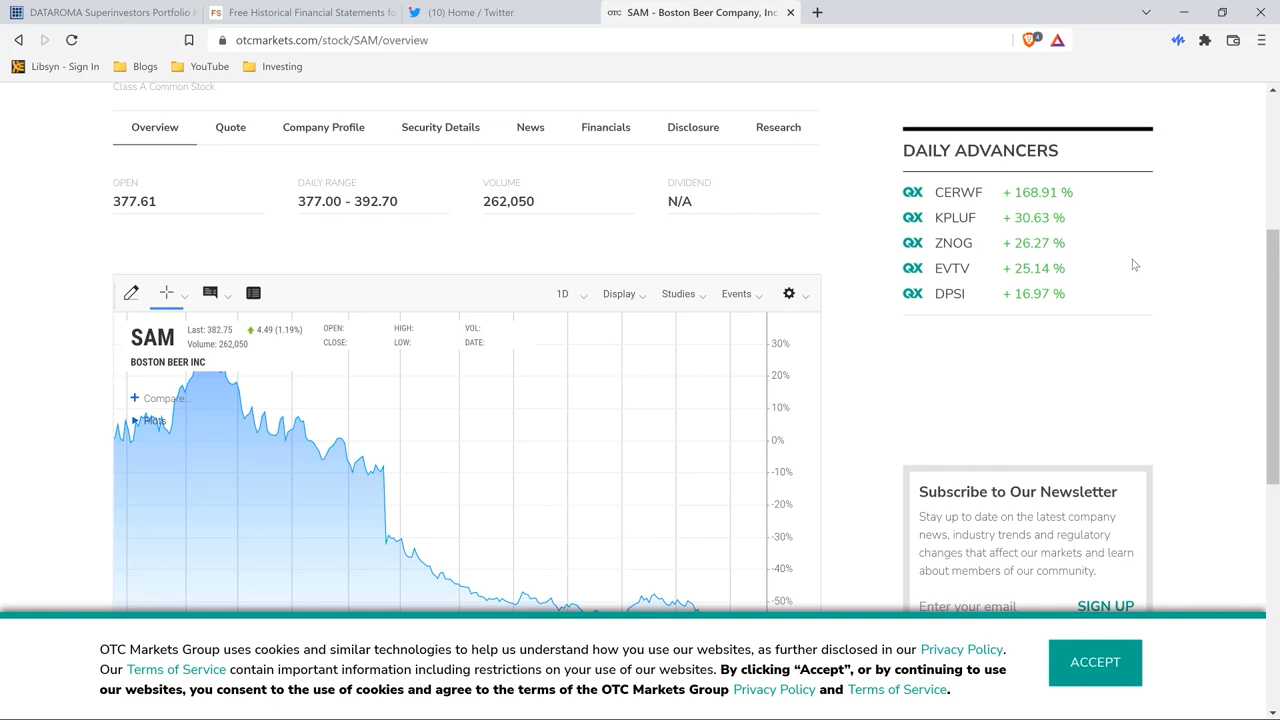 DATAROMA Superinvestors Portfolio H
Free Historical Financial Statements fo
(10) Home / Twitter
SAM - Boston Beer Company, Inc.
otcmarkets.com/stock/SAM/overview
4
Libsyn - Sign In
Blogs
YouTube
Investing
Class A Common Stock
Overview
Quote
Company Profile
Security Details
News
Financials
Disclosure
Research
OPEN
377.61
DAILY RANGE
377.00 - 392.70
VOLUME
262,050
DIVIDEND
N/A
1D
Display
Studies
Events
SAM
Last: 382.75
4.49 (1.19%)
Volume: 262,050
OPEN:
HIGH:
VOL:
CLOSE:
LOW:
DATE:
BOSTON BEER INC
Compare...
Plots
30%
20%
10%
0%
-10%
-20%
-30%
-40%
-50%
DAILY ADVANCERS
QX CERWF + 168.91 %
QX KPLUF + 30.63 %
QX ZNOG + 26.27 %
QX EVTV + 25.14 %
QX DPSI + 16.97 %
Subscribe to Our Newsletter
Stay up to date on the latest company
news, industry trends and regulatory
changes that affect our markets and learn
about members of our community.
Enter your email
SIGN UP
OTC Markets Group uses cookies and similar technologies to help us understand how you use our websites, as further disclosed in our Privacy Policy.
Our Terms of Service contain important information including restrictions on your use of our websites. By clicking “Accept”, or by continuing to use
our websites, you consent to the use of cookies and agree to the terms of the OTC Markets Group Privacy Policy and Terms of Service.
ACCEPT